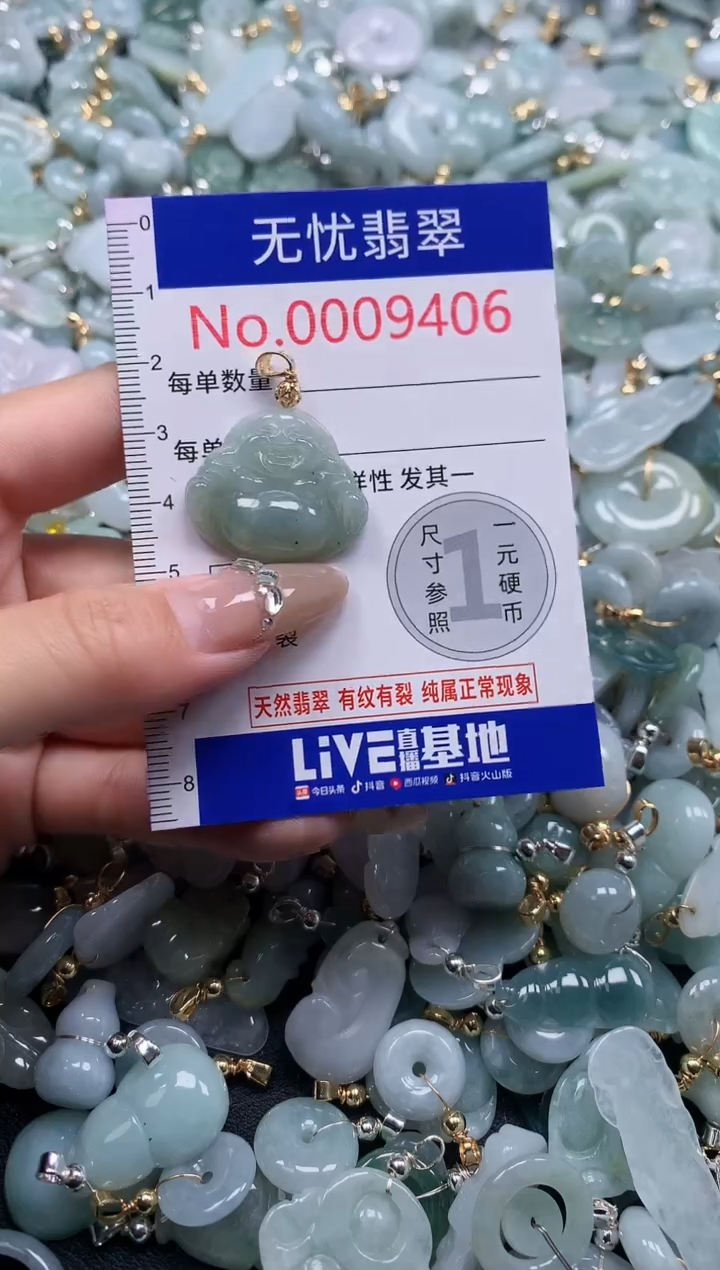 0
无忧翡翠
1
No.0009406
2
每单数量
3
每单
样性 发其一
4
尺寸参照
1
一元硬币
5
裂
天然翡翠 有纹有裂 纯属正常现象
7
LiVE直播基地
8
头条 今日头条 抖音 西瓜视频 抖音火山版